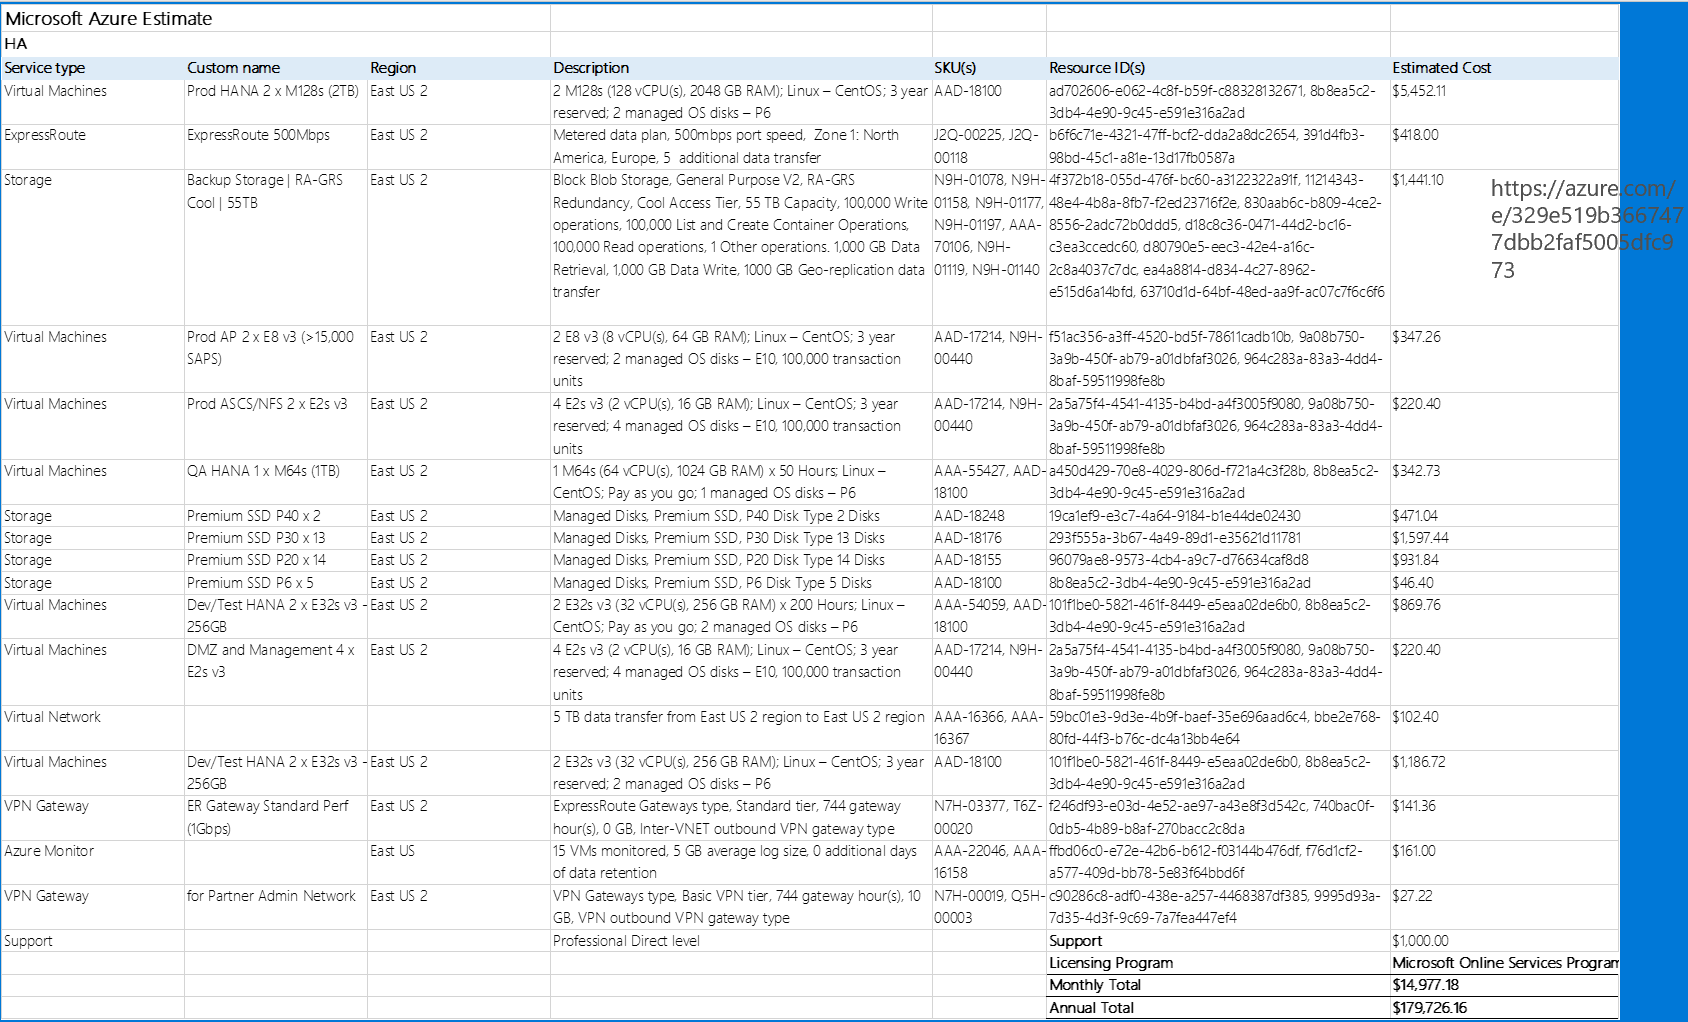 Microsoft Azure Estimate
HA
Service type Custom name Region Description SKU(s) Resource ID(s) Estimated Cost
Virtual Machines Prod HANA 2 x M128s (2TB) East US 2 2 M128s (128 vCPU(s), 2048 GB RAM); Linux – CentOS; 3 year AAD-18100 ad702606-e062-4c8f-b59f-c88328132671, 8b8ea5c2- $5,452.11
reserved; 2 managed OS disks – P6 3db4-4e90-9c45-e591e316a2ad
ExpressRoute ExpressRoute 500Mbps East US 2 Metered data plan, 500mbps port speed, Zone 1: North J2Q-00225, J2Q- b6f6c71e-4321-47ff-bcf2-dda2a8dc2654, 391d4fb3- $418.00
America, Europe, 5 additional data transfer 00118 98bd-45c1-a81e-13d17fb0587a
Storage Backup Storage | RA-GRS East US 2 Block Blob Storage, General Purpose V2, RA-GRS N9H-01078, N9H- 4f372b18-055d-476f-bc60-a3122322a91f, 11214343- $1,441.10
Cool | 55TB Redundancy, Cool Access Tier, 55 TB Capacity, 100,000 Write 01158, N9H-01177, 48e4-4b8a-8fb7-f2ed23716f2e, 830aab6c-b809-4ce2-
operations, 100,000 List and Create Container Operations, N9H-01197, AAA- 8556-2adc72b0ddd5, d18c8c36-0471-44d2-bc16-
100,000 Read operations, 1 Other operations. 1,000 GB Data 70106, N9H- c3ea3ccedc60, d80790e5-eec3-42e4-a16c-
Retrieval, 1,000 GB Data Write, 1000 GB Geo-replication data 01119, N9H-01140 2c8a4037c7dc, ea4a8814-d834-4c27-8962-
transfer e515d6a14bfd, 63710d1d-64bf-48ed-aa9f-ac07c7f6c6f6
https://azure.com/
e/329e519b366747
7dbb2faf5005dfc9
73
Virtual Machines Prod AP 2 x E8 v3 (>15,000 East US 2 2 E8 v3 (8 vCPU(s), 64 GB RAM); Linux – CentOS; 3 year AAD-17214, N9H- f51ac356-a3ff-4520-bd5f-78611cadb10b, 9a08b750- $347.26
SAPS) reserved; 2 managed OS disks – E10, 100,000 transaction 00440 3a9b-450f-ab79-a01dbfaf3026, 964c283a-83a3-4dd4-
units 8baf-59511998fe8b
Virtual Machines Prod ASCS/NFS 2 x E2s v3 East US 2 4 E2s v3 (2 vCPU(s), 16 GB RAM); Linux – CentOS; 3 year AAD-17214, N9H- 2a5a75f4-4541-4135-b4bd-a4f3005f9080, 9a08b750- $220.40
reserved; 4 managed OS disks – E10, 100,000 transaction 00440 3a9b-450f-ab79-a01dbfaf3026, 964c283a-83a3-4dd4-
units 8baf-59511998fe8b
Virtual Machines QA HANA 1 x M64s (1TB) East US 2 1 M64s (64 vCPU(s), 1024 GB RAM) x 50 Hours; Linux – AAA-55427, AAD- a450d429-70e8-4029-806d-f721a4c3f28b, 8b8ea5c2- $342.73
CentOS; Pay as you go; 1 managed OS disks – P6 18100 3db4-4e90-9c45-e591e316a2ad
Storage Premium SSD P40 x 2 East US 2 Managed Disks, Premium SSD, P40 Disk Type 2 Disks AAD-18248 19ca1ef9-e3c7-4a64-9184-b1e44de02430 $471.04
Storage Premium SSD P30 x 13 East US 2 Managed Disks, Premium SSD, P30 Disk Type 13 Disks AAD-18176 293f555a-3b67-4a49-89d1-e35621d11781 $1,597.44
Storage Premium SSD P20 x 14 East US 2 Managed Disks, Premium SSD, P20 Disk Type 14 Disks AAD-18155 96079ae8-9573-4cb4-a9c7-d76634caf8d8 $931.84
Storage Premium SSD P6 x 5 East US 2 Managed Disks, Premium SSD, P6 Disk Type 5 Disks AAD-18100 8b8ea5c2-3db4-4e90-9c45-e591e316a2ad $46.40
Virtual Machines Dev/Test HANA 2 x E32s v3 - East US 2 2 E32s v3 (32 vCPU(s), 256 GB RAM) x 200 Hours; Linux – AAA-54059, AAD- 101f1be0-5821-461f-8449-e5eaa02de6b0, 8b8ea5c2- $869.76
256GB CentOS; Pay as you go; 2 managed OS disks – P6 18100 3db4-4e90-9c45-e591e316a2ad
Virtual Machines DMZ and Management 4 x East US 2 4 E2s v3 (2 vCPU(s), 16 GB RAM); Linux – CentOS; 3 year AAD-17214, N9H- 2a5a75f4-4541-4135-b4bd-a4f3005f9080, 9a08b750- $220.40
E2s v3 reserved; 4 managed OS disks – E10, 100,000 transaction 00440 3a9b-450f-ab79-a01dbfaf3026, 964c283a-83a3-4dd4-
units 8baf-59511998fe8b
Virtual Network 5 TB data transfer from East US 2 region to East US 2 region AAA-16366, AAA- 59bc01e3-9d3e-4b9f-baef-35e696aad6c4, bbe2e768- $102.40
16367 80fd-44f3-b76c-dc4a13bb4e64
Virtual Machines Dev/Test HANA 2 x E32s v3 - East US 2 2 E32s v3 (32 vCPU(s), 256 GB RAM); Linux – CentOS; 3 year AAD-18100 101f1be0-5821-461f-8449-e5eaa02de6b0, 8b8ea5c2- $1,186.72
256GB reserved; 2 managed OS disks – P6 3db4-4e90-9c45-e591e316a2ad
VPN Gateway ER Gateway Standard Perf East US 2 ExpressRoute Gateways type, Standard tier, 744 gateway N7H-03377, T6Z- f246df93-e03d-4e52-ae97-a43e8f3d542c, 740bac0f- $141.36
(1Gbps) hour(s), 0 GB, Inter-VNET outbound VPN gateway type 00020 0db5-4b89-b8af-270bacc2c8da
Azure Monitor East US 15 VMs monitored, 5 GB average log size, 0 additional days AAA-22046, AAA- ffbd06c0-e72e-42b6-b612-f03144b476df, f76d1cf2- $161.00
of data retention 16158 a577-409d-bb78-5e83f64bbd6f
VPN Gateway for Partner Admin Network East US 2 VPN Gateways type, Basic VPN tier, 744 gateway hour(s), 10 N7H-00019, Q5H- c90286c8-adf0-438e-a257-4468387df385, 9995d93a- $27.22
GB, VPN outbound VPN gateway type 00003 7d35-4d3f-9c69-7a7fea447ef4
Support Professional Direct level Support $1,000.00
Licensing Program Microsoft Online Services Program
Monthly Total $14,977.18
Annual Total $179,726.16